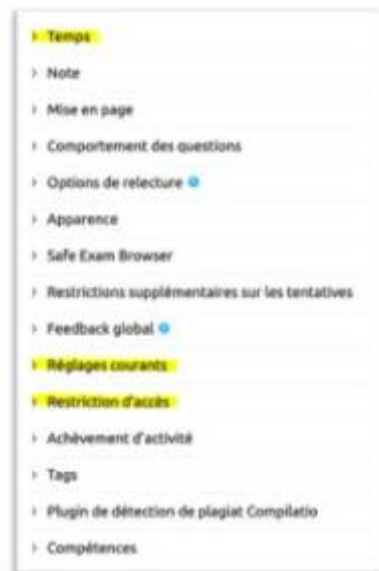 Temps
Note
Mise en page
Comportement des questions
Options de relecture
Apparence
Safe Exam Browser
Restrictions supplémentaires sur les tentatives
Feedback global
Réglages courants
Restriction d'accès
Achèvement d'activité
Tags
Plugin de détection de plagiat Compilatio
Compétences